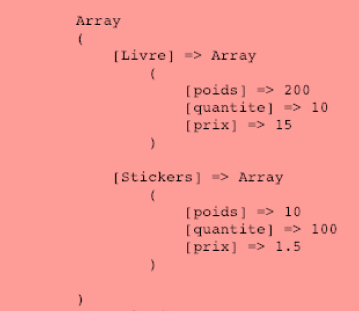 Array
(
[Livre] => Array
(
[poids] => 200
[quantite] => 10
[prix] => 15
)
[Stickers] => Array
(
[poids] => 10
[quantite] => 100
[prix] => 1.5
)
)